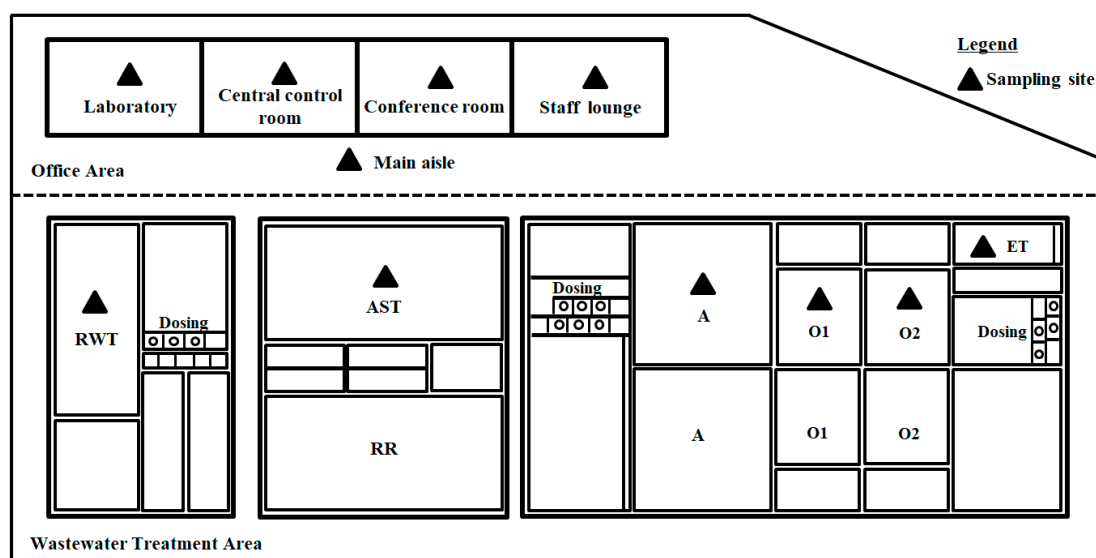 Legend
Sampling site
Laboratory
Central control
room
Conference room
Staff lounge
Main aisle
Office Area
RWT
Dosing
AST
RR
Dosing
A
O1
O2
ET
Dosing
A
O1
O2
Wastewater Treatment Area